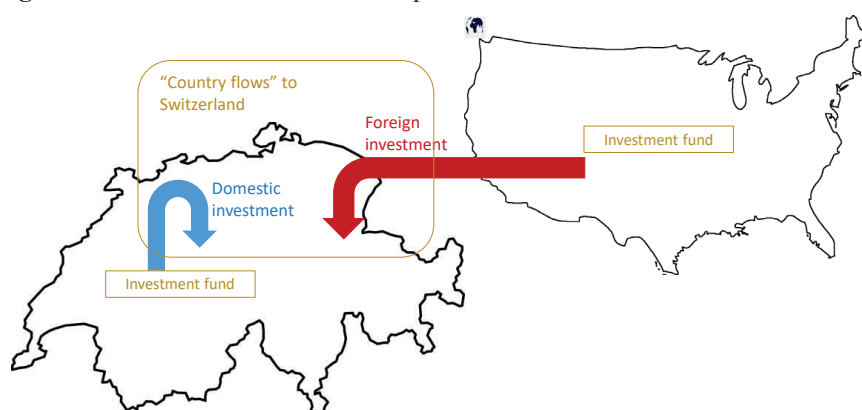 “Country flows” to
Switzerland
Foreign
investment
Investment fund
Domestic
investment
Investment fund